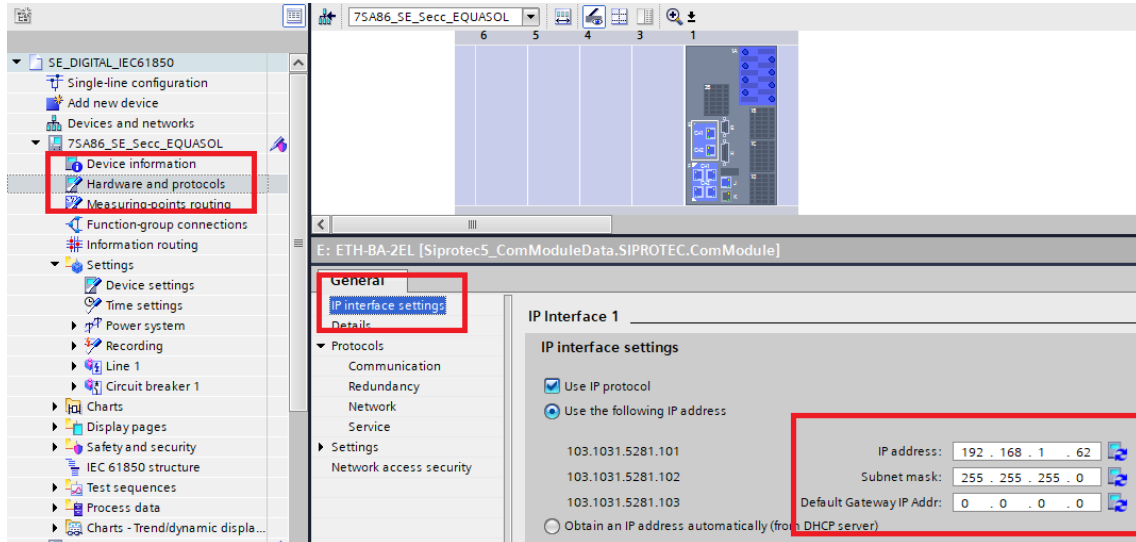 7SA86_SE_Secc_EQUASOL
6 5 4 3 1
SE_DIGITAL_IEC61850
Single-line configuration
Add new device
Devices and networks
7SA86_SE_Secc_EQUASOL
Device information
Hardware and protocols
Measuring-points routing
Function-group connections
Information routing
Settings
Device settings
Time settings
Power system
Recording
Line 1
Circuit breaker 1
Charts
Display pages
Safety and security
IEC 61850 structure
Test sequences
Process data
Charts - Trend/dynamic displa...
E: ETH-BA-2EL [Siprotec5_ComModuleData.SIPROTEC.ComModule]
General
IP interface settings
Details
Protocols
Communication
Redundancy
Network
Service
Settings
Network access security
IP Interface 1
IP interface settings
Use IP protocol
Use the following IP address
103.1031.5281.101 IP address: 192 . 168 . 1 . 62
103.1031.5281.102 Subnet mask: 255 . 255 . 255 . 0
103.1031.5281.103 Default Gateway IP Addr: 0 . 0 . 0 . 0
Obtain an IP address automatically (from DHCP server)